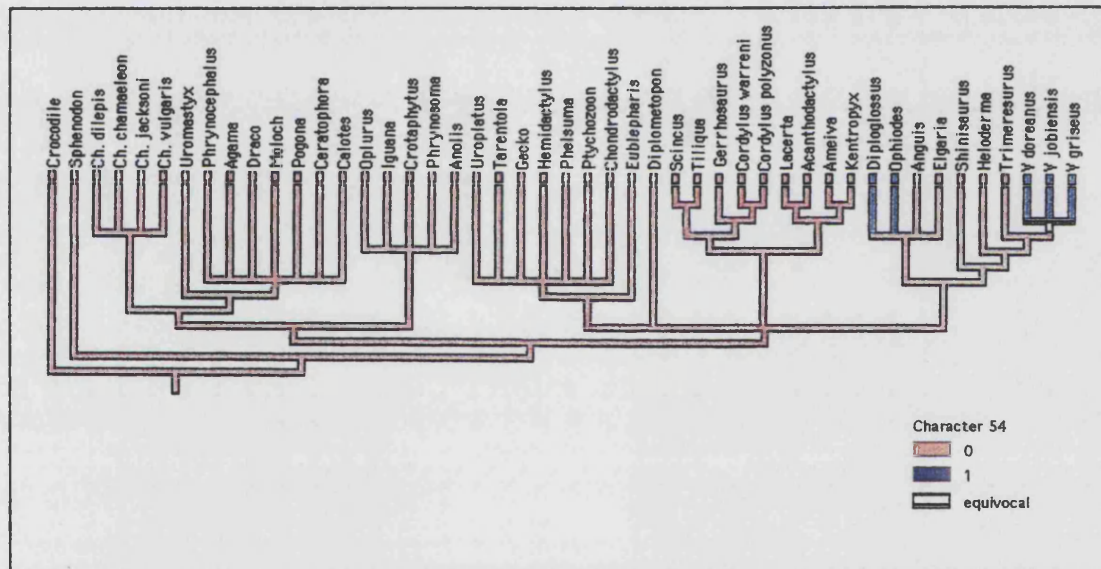 Crocodile
Sphenodon
Ch. dilepis
Ch. chamaeleon
Ch. jacksoni
Ch. vulgaris
Uromastyx
Phrynocephalus
Agama
Draco
Moloch
Pogona
Ceratophora
Calotes
Oplurus
Iguana
Crotaphytus
Phrynosoma
Anolis
Uroplatus
Tarentola
Gecko
Hemidactylus
Phelsuma
Ptychozoon
Chondrodactylus
Eublepharis
Diplometopon
Scincus
Tiliqua
Gerrhosaurus
Cordylus warreni
Cordylus polyzonus
Lacerta
Acanthodactylus
Ameiva
Kentropyx
Diploglossus
Ophiodes
Anguis
Elgaria
Shinisaurus
Heloderma
Trimeresurus
V doreanus
V jobiensis
V griseus
Character 54
0
1
equivocal